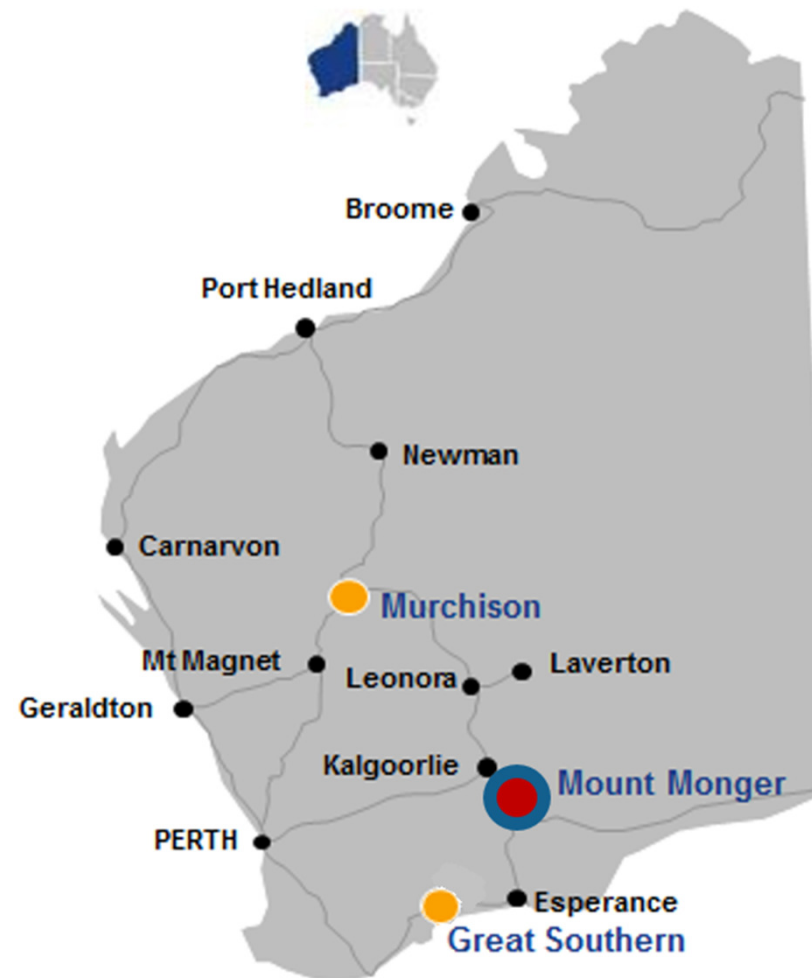 Broome
Port Hedland
Newman
Carnarvon
Murchison
Mt Magnet
Leonora
Laverton
Geraldton
Kalgoorlie
Mount Monger
PERTH
Esperance
Great Southern